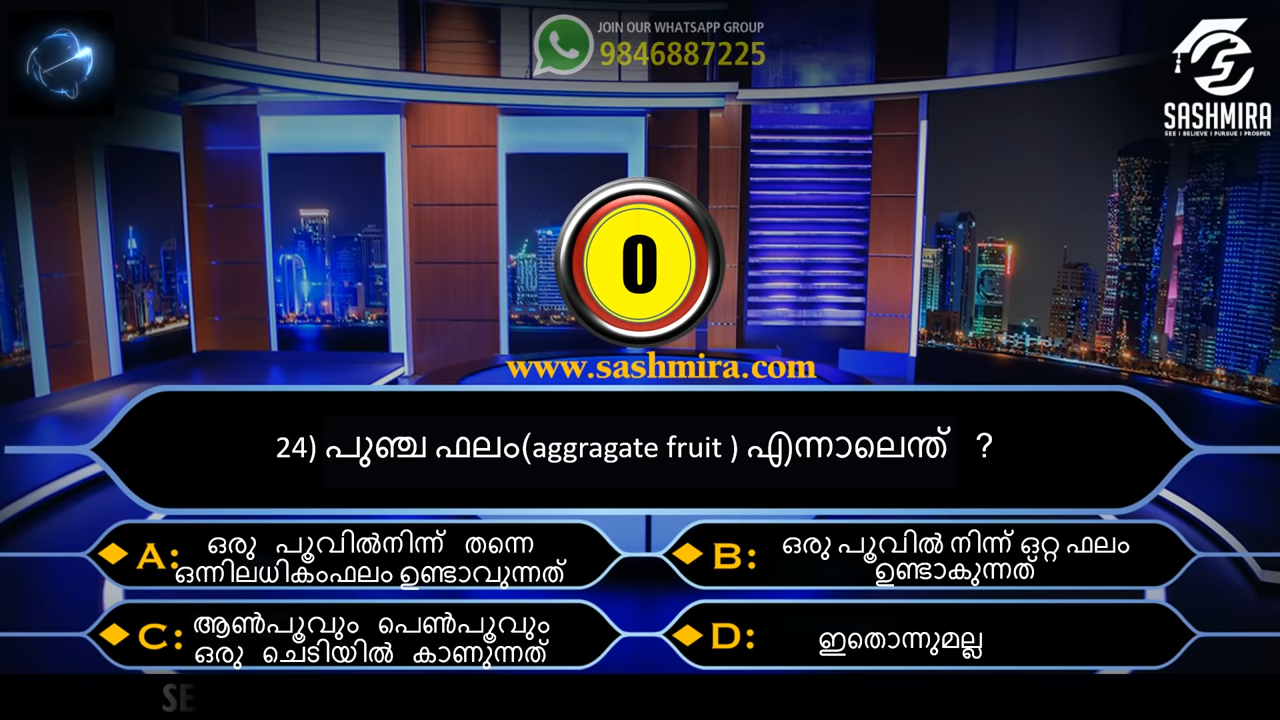 JOIN OUR WHATSAPP GROUP
9846887225
SASHMIRA
SEE I BELIEVE I PURSUE I PROSPER
0
www.sashmira.com
24) പുഞ്ച ഫലം(aggragate fruit ) എന്നാലെന്ത് ?
A: ഒരു പൂവിൽനിന്ന് തന്നെ
ഒന്നിലധികംഫലം ഉണ്ടാവുന്നത്
B: ഒരു പൂവിൽ നിന്ന് ഒറ്റ ഫലം
ഉണ്ടാകുന്നത്
C: ആൺപൂവും പെൺപൂവും
ഒരു ചെടിയിൽ കാണുന്നത്
D: ഇതൊന്നുമല്ല
SE